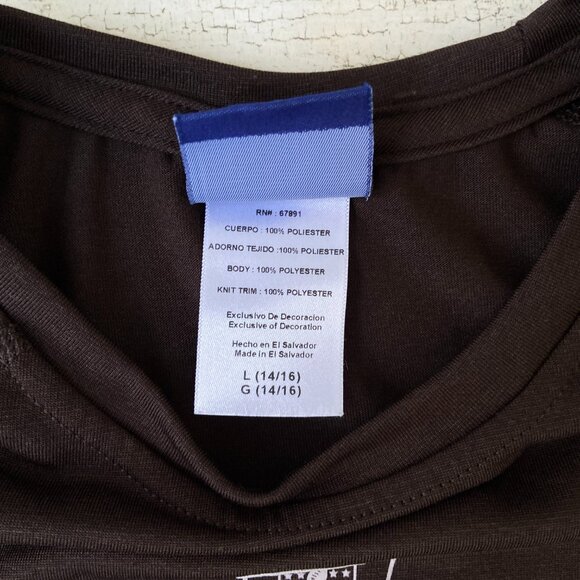 RN# : 67891
CUERPO : 100% POLIESTER
ADORNO TEJIDO :100% POLIESTER
BODY : 100% POLYESTER
KNIT TRIM : 100% POLYESTER
Exclusivo De Decoracion
Exclusive of Decoration
Hecho en El Salvador
Made in El Salvador
L (14/16)
G (14/16)